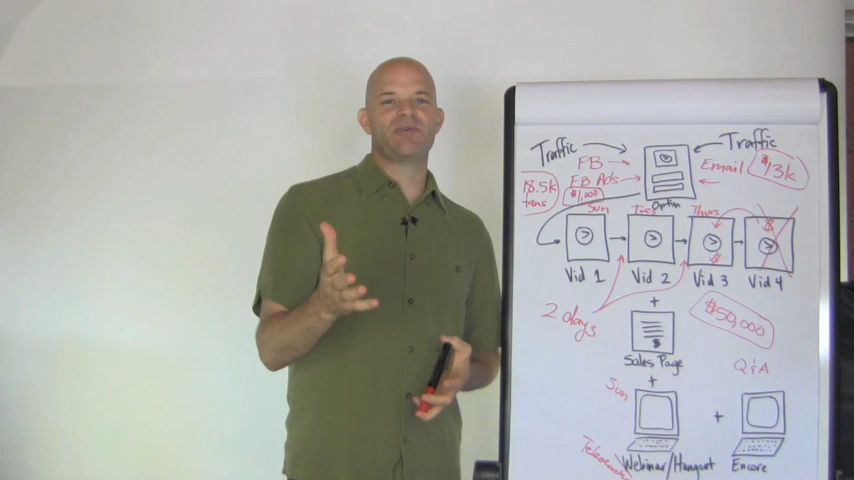 Traffic
Traffic
FB
Email
$13k
FB Ads
18.5k
fans
$1,000
Optin
Sun
Tues
Thurs
$
$
Vid 1
Vid 2
Vid 3
Vid 4
2 days
$50,000
$
Sales Page
Q&A
Sun
+
+
+
Webinar/Hangout
Encore